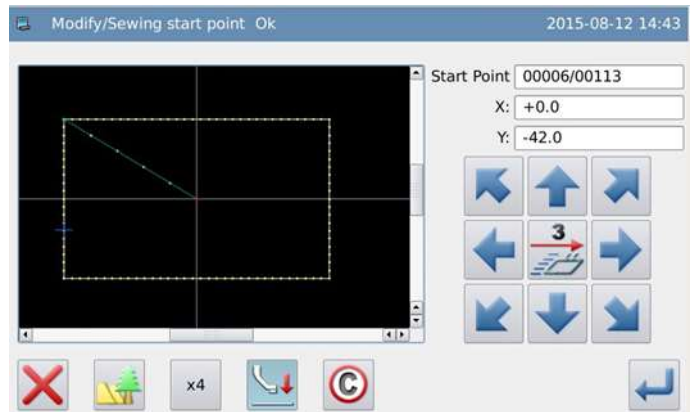 Modify/Sewing start point Ok 2015-08-12 14:43
Start Point 00006/00113
X: +0.0
Y: -42.0
3
x4
C